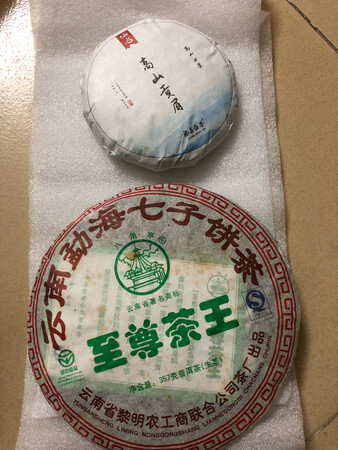 高山贡眉
云南勐海七子饼茶
八角亭
云南省著名商标
至尊茶王
净含量：357克普洱茶(生茶)
云南省黎明农工商联合公司茶厂出品
YUNNANSHENG LIMING NONGGONGSHANG LIANHEGONGSI CHACHANG CHUPIN